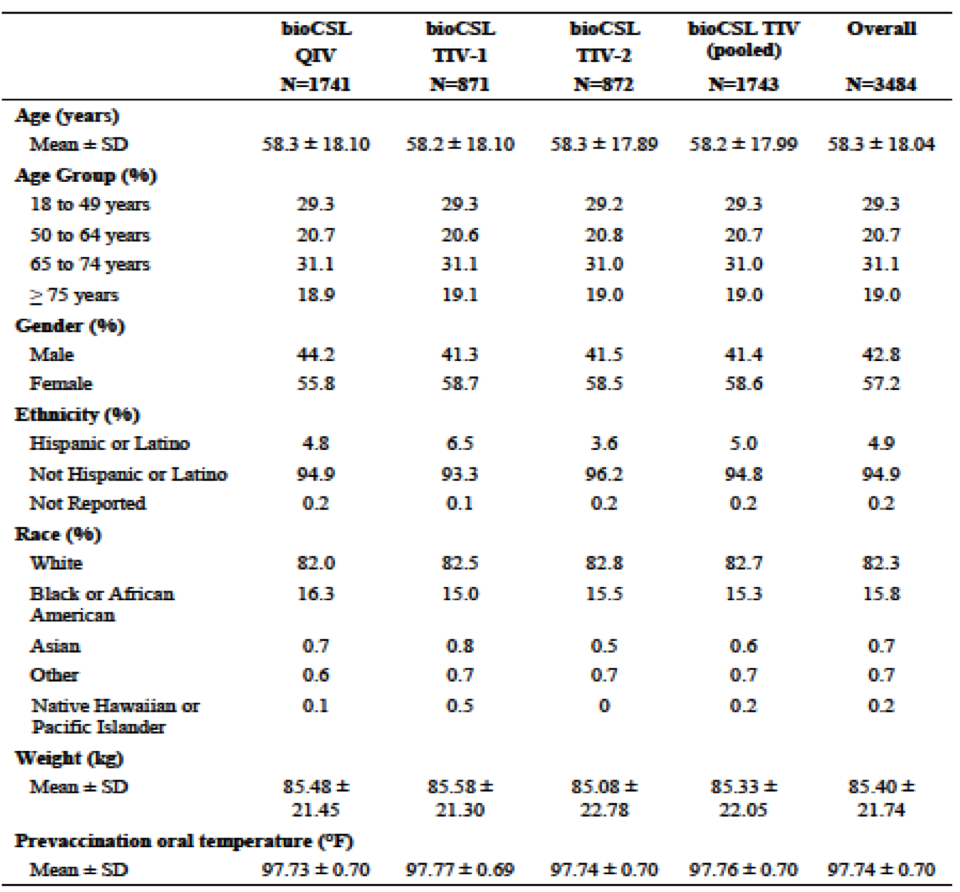 bioCSL bioCSL bioCSL bioCSL TIV Overall
QIV TIV-1 TIV-2 (pooled)
N=1741 N=871 N=872 N=1743 N=3484
Age (years)
Mean ± SD 58.3 ± 18.10 58.2 ± 18.10 58.3 ± 17.89 58.2 ± 17.99 58.3 ± 18.04
Age Group (%)
18 to 49 years 29.3 29.3 29.2 29.3 29.3
50 to 64 years 20.7 20.6 20.8 20.7 20.7
65 to 74 years 31.1 31.1 31.0 31.0 31.1
≥ 75 years 18.9 19.1 19.0 19.0 19.0
Gender (%)
Male 44.2 41.3 41.5 41.4 42.8
Female 55.8 58.7 58.5 58.6 57.2
Ethnicity (%)
Hispanic or Latino 4.8 6.5 3.6 5.0 4.9
Not Hispanic or Latino 94.9 93.3 96.2 94.8 94.9
Not Reported 0.2 0.1 0.2 0.2 0.2
Race (%)
White 82.0 82.5 82.8 82.7 82.3
Black or African 16.3 15.0 15.5 15.3 15.8
American
Asian 0.7 0.8 0.5 0.6 0.7
Other 0.6 0.7 0.7 0.7 0.7
Native Hawaiian or 0.1 0.5 0 0.2 0.2
Pacific Islander
Weight (kg)
Mean ± SD 85.48 ± 85.58 ± 85.08 ± 85.33 ± 85.40 ±
21.45 21.30 22.78 22.05 21.74
Prevaccination oral temperature (°F)
Mean ± SD 97.73 ± 0.70 97.77 ± 0.69 97.74 ± 0.70 97.76 ± 0.70 97.74 ± 0.70